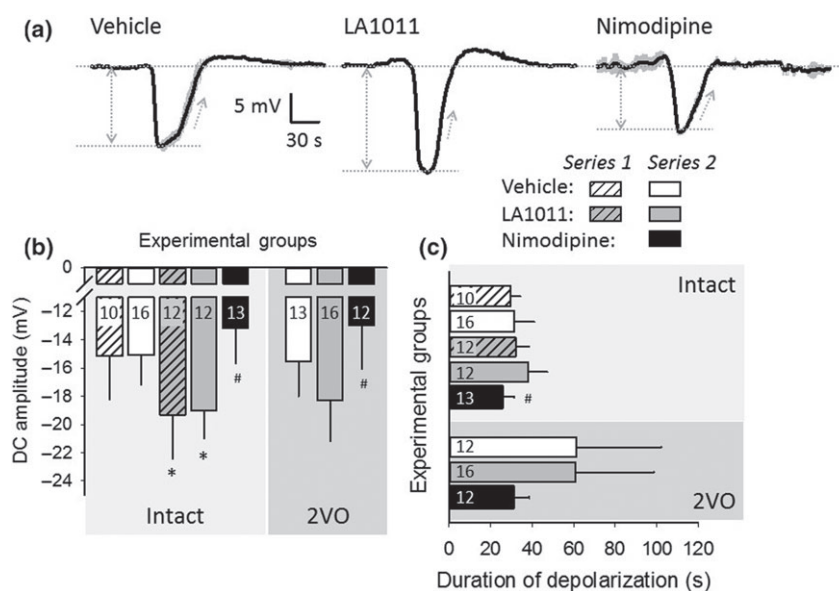 (a) Vehicle LA1011 Nimodipine
5 mV
30 s
Series 1 Series 2
Vehicle:
LA1011:
Nimodipine:
(b) Experimental groups
DC amplitude (mV)
0
–12
–14
–16
–18
–20
–22
–24
10 16 12 12 13 13 16 12
# #
* *
Intact 2VO
(c)
Experimental groups
Intact
10
16
12
12
13 #
12
16
12
2VO
0 20 40 60 80 100 120
Duration of depolarization (s)